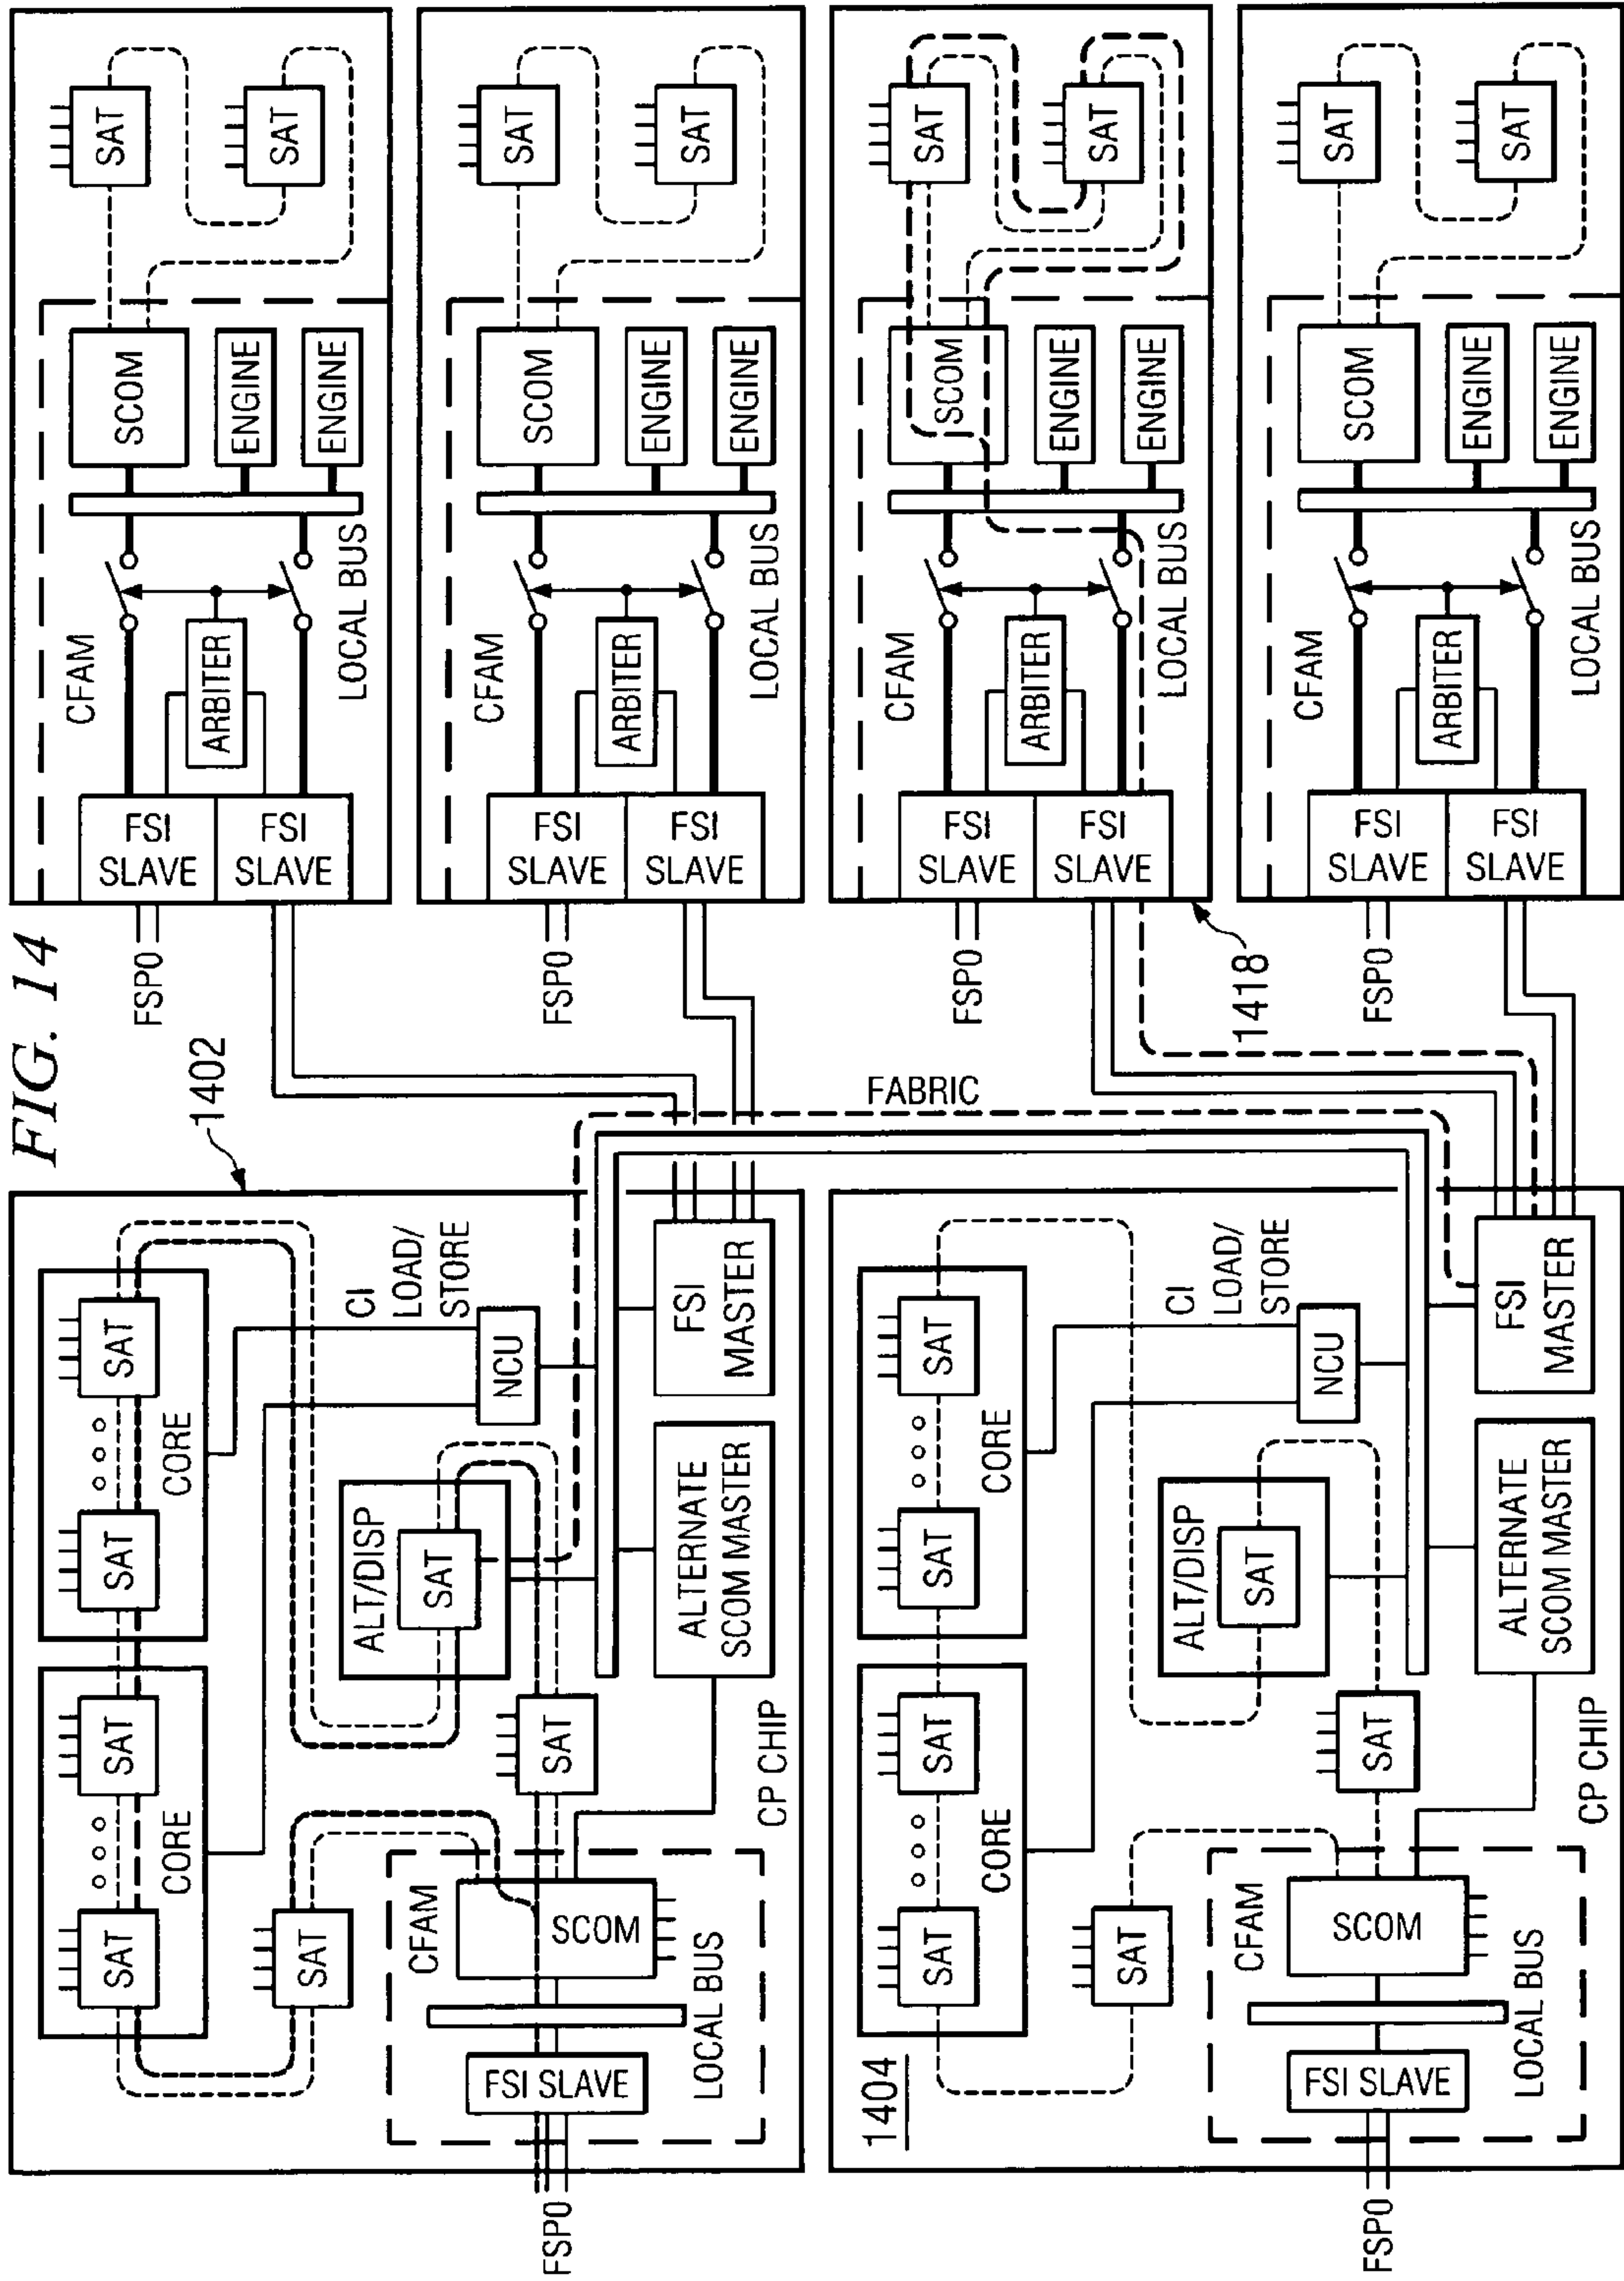 FIG. 14
1402
SAT
SAT
CORE
SAT
SAT
CORE
SAT
CI
LOAD/
STORE
NCU
ALT/DISP
SAT
SAT
FSI
MASTER
ALTERNATE
SCOM MASTER
CFAM
SCOM
LOCAL BUS
FSI SLAVE
FSP0
CP CHIP
FABRIC
1404
SAT
SAT
CORE
SAT
SAT
CORE
SAT
CI
LOAD/
STORE
NCU
ALT/DISP
SAT
SAT
FSI
MASTER
ALTERNATE
SCOM MASTER
CFAM
SCOM
LOCAL BUS
FSI SLAVE
FSP0
CP CHIP
FSP0
FSI
SLAVE
FSI
SLAVE
CFAM
ARBITER
LOCAL BUS
SCOM
ENGINE
ENGINE
SAT
SAT
FSP0
FSI
SLAVE
FSI
SLAVE
CFAM
ARBITER
LOCAL BUS
SCOM
ENGINE
ENGINE
SAT
SAT
FSP0
1418
FSI
SLAVE
FSI
SLAVE
CFAM
ARBITER
LOCAL BUS
SCOM
ENGINE
ENGINE
SAT
SAT
FSP0
FSI
SLAVE
FSI
SLAVE
CFAM
ARBITER
LOCAL BUS
SCOM
ENGINE
ENGINE
SAT
SAT